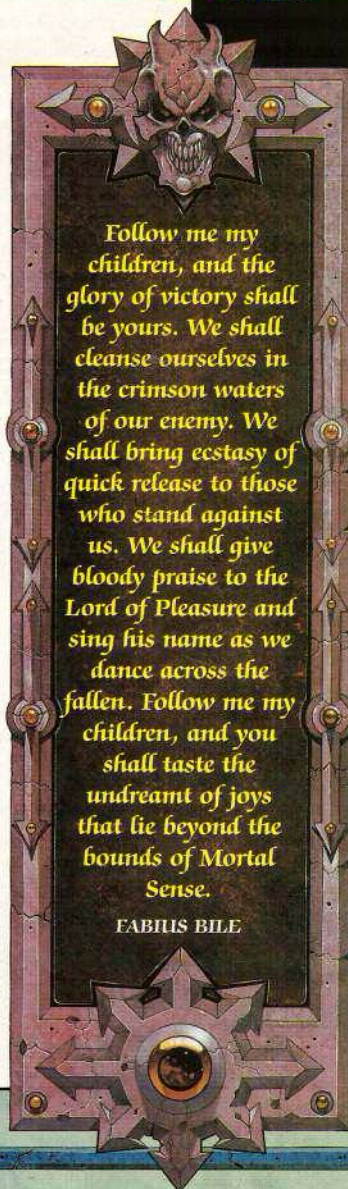 Follow me my
children, and the
glory of victory shall
be yours. We shall
cleanse ourselves in
the crimson waters
of our enemy. We
shall bring ecstasy of
quick release to those
who stand against
us. We shall give
bloody praise to the
Lord of Pleasure and
sing his name as we
dance across the
fallen. Follow me my
children, and you
shall taste the
undreamt of joys
that lie beyond the
bounds of Mortal
Sense.
FABIUS BILE